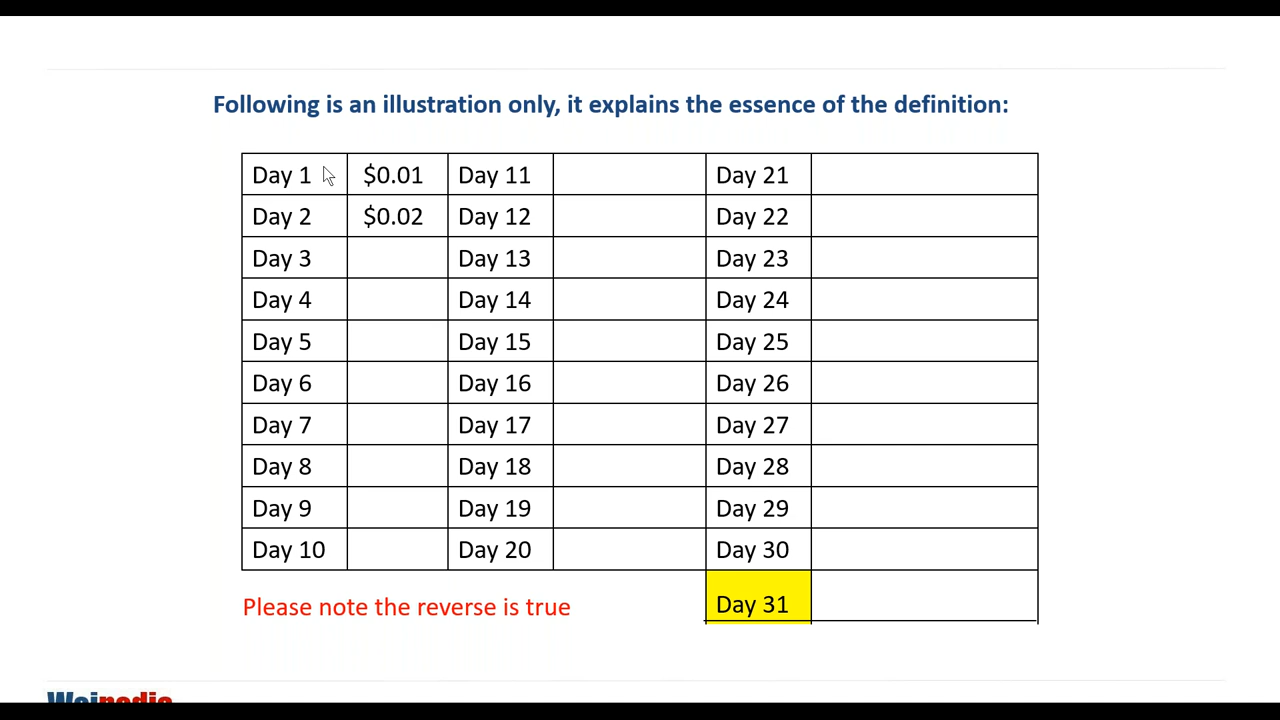 Following is an illustration only, it explains the essence of the definition:
Day 1 $0.01 Day 11 Day 21
Day 2 $0.02 Day 12 Day 22
Day 3 Day 13 Day 23
Day 4 Day 14 Day 24
Day 5 Day 15 Day 25
Day 6 Day 16 Day 26
Day 7 Day 17 Day 27
Day 8 Day 18 Day 28
Day 9 Day 19 Day 29
Day 10 Day 20 Day 30
Day 31
Please note the reverse is true